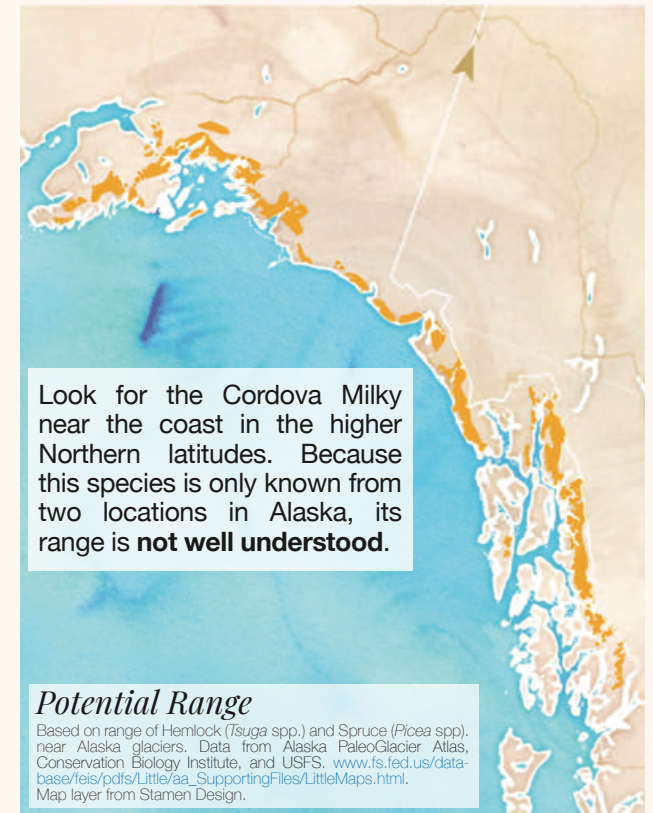 Look for the Cordova Milky
near the coast in the higher
Northern latitudes. Because
this species is only known from
two locations in Alaska, its
range is not well understood.
Potential Range
Based on range of Hemlock (Tsuga spp.) and Spruce (Picea spp).
near Alaska glaciers. Data from Alaska PaleoGlacier Atlas,
Conservation Biology Institute, and USFS. www.fs.fed.us/data-
base/feis/pdfs/Little/aa_SupportingFiles/LittleMaps.html.
Map layer from Stamen Design.